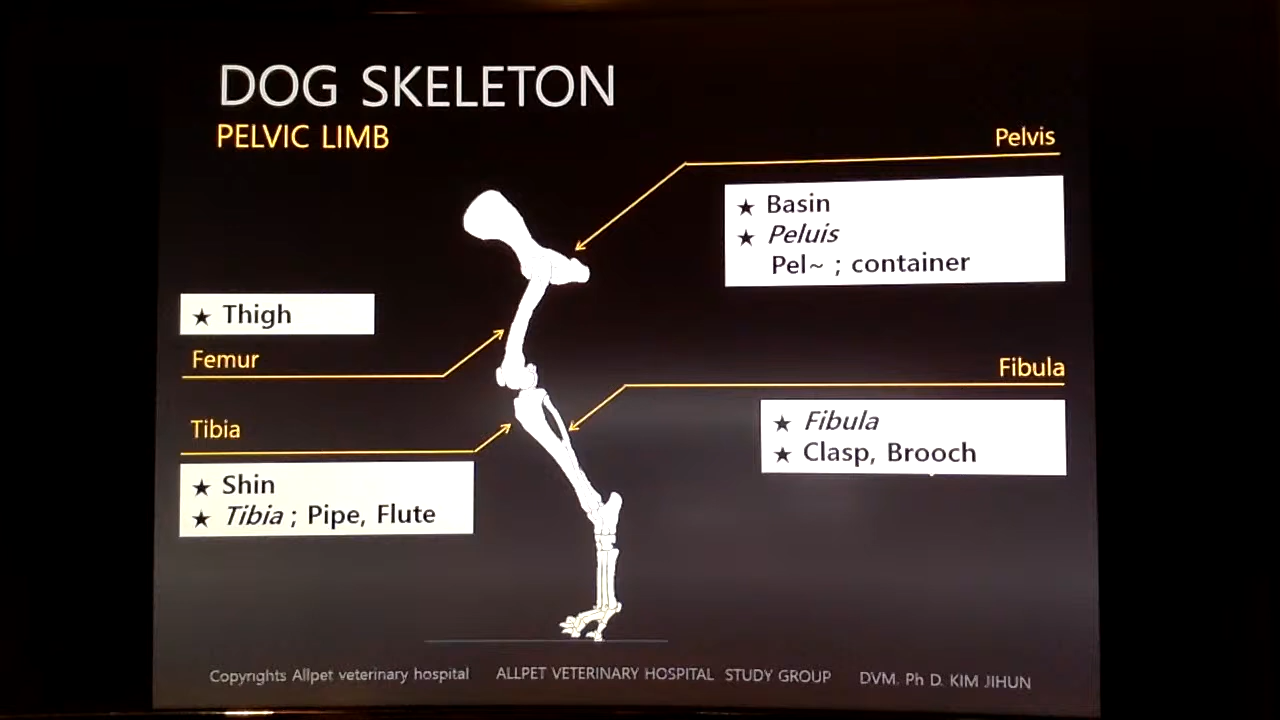 DOG SKELETON
PELVIC LIMB
Pelvis
★ Basin
★ Peluis
Pel~ ; container
★ Thigh
Femur
Fibula
★ Fibula
★ Clasp, Brooch
Tibia
★ Shin
★ Tibia ; Pipe, Flute
Copyrights Allpet veterinary hospital
ALLPET VETERINARY HOSPITAL STUDY GROUP
DVM. Ph D. KIM JIHUN